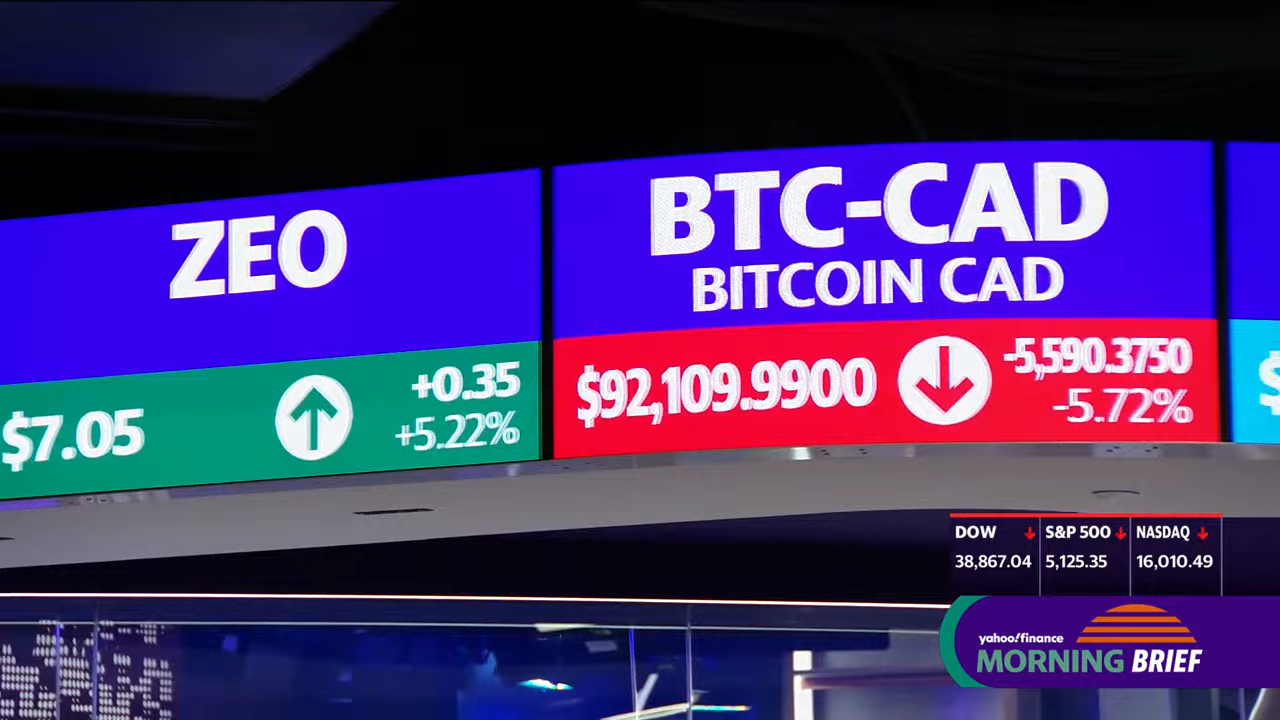 ZEO
$7.05
+0.35
+5.22%
BTC-CAD
BITCOIN CAD
$92,109.9900
-5,590.3750
-5.72%
$
DOW
38,867.04
S&P 500
5,125.35
NASDAQ
16,010.49
yahoo!finance
MORNING BRIEF